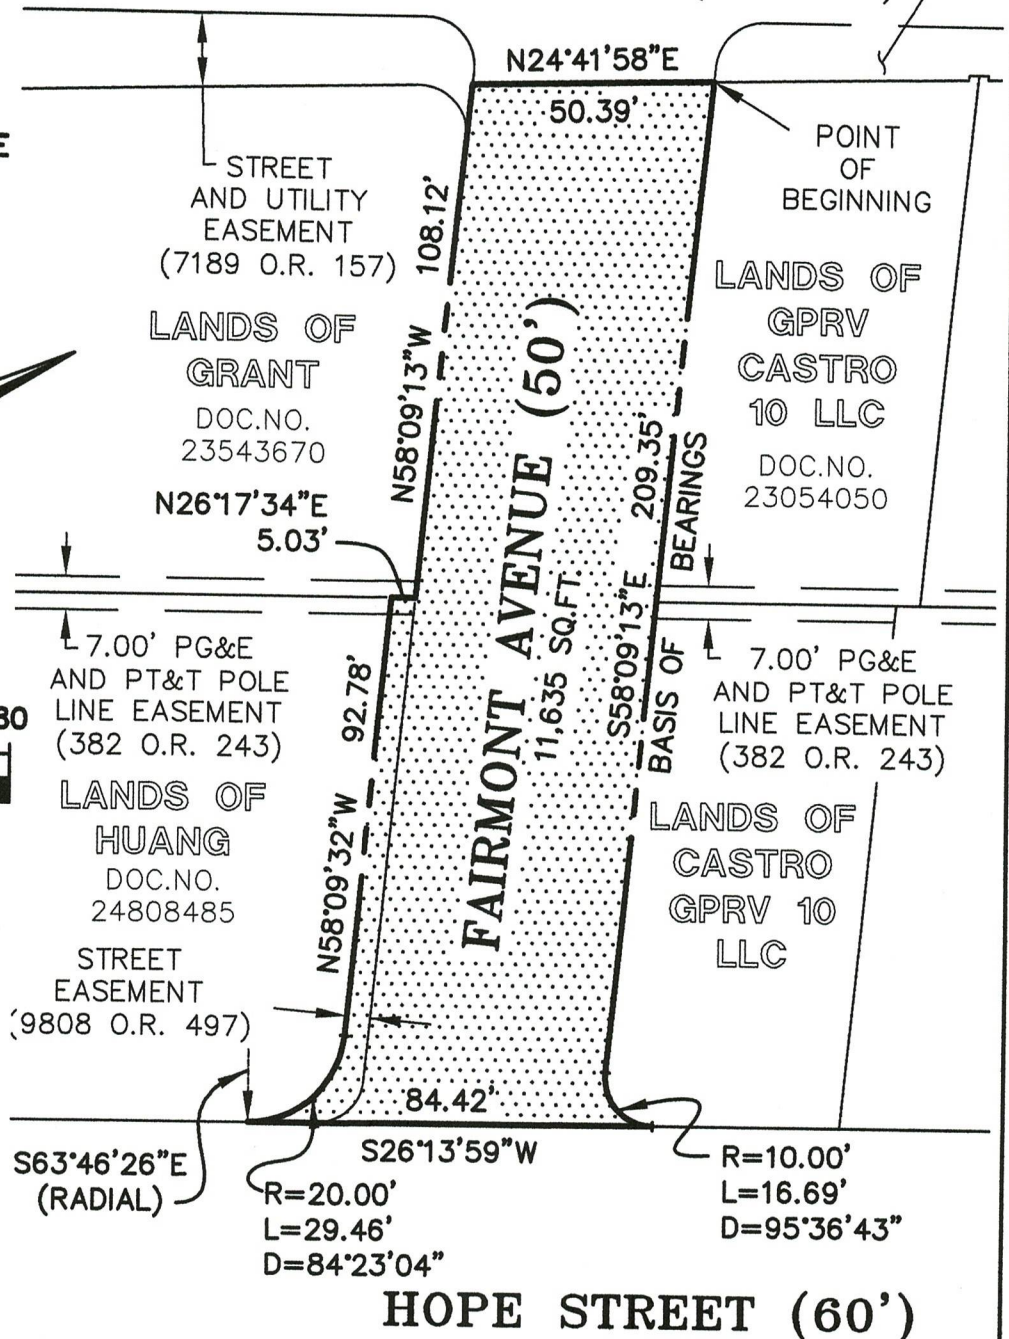 N24°41'58"E
50.39'
POINT
OF
BEGINNING
STREET
AND UTILITY
EASEMENT
(7189 O.R. 157)
108.12'
LANDS OF
GPRV
CASTRO
10 LLC
DOC.NO.
23054050
LANDS OF
GRANT
DOC.NO.
23543670
N58°09'13"W
N26°17'34"E
5.03'
FAIRMONT AVENUE (50')
11,635 SQ.FT.
209.35'
S58°09'13"E
BASIS OF BEARINGS
7.00' PG&E
AND PT&T POLE
LINE EASEMENT
(382 O.R. 243)
7.00' PG&E
AND PT&T POLE
LINE EASEMENT
(382 O.R. 243)
92.78'
N58°09'32"W
LANDS OF
HUANG
DOC.NO.
24808485
LANDS OF
CASTRO
GPRV 10
LLC
STREET
EASEMENT
(9808 O.R. 497)
84.42'
S26°13'59"W
S63°46'26"E
(RADIAL)
R=20.00'
L=29.46'
D=84°23'04"
R=10.00'
L=16.69'
D=95°36'43"
HOPE STREET (60')